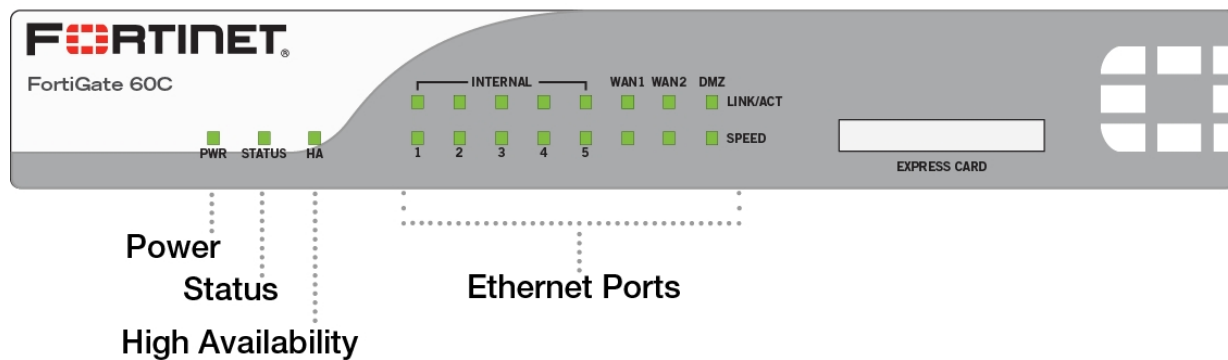 FORTINET®
FortiGate 60C
INTERNAL WAN1 WAN2 DMZ
LINK/ACT
SPEED
PWR STATUS HA
1 2 3 4 5
EXPRESS CARD
Power
Status
High Availability
Ethernet Ports